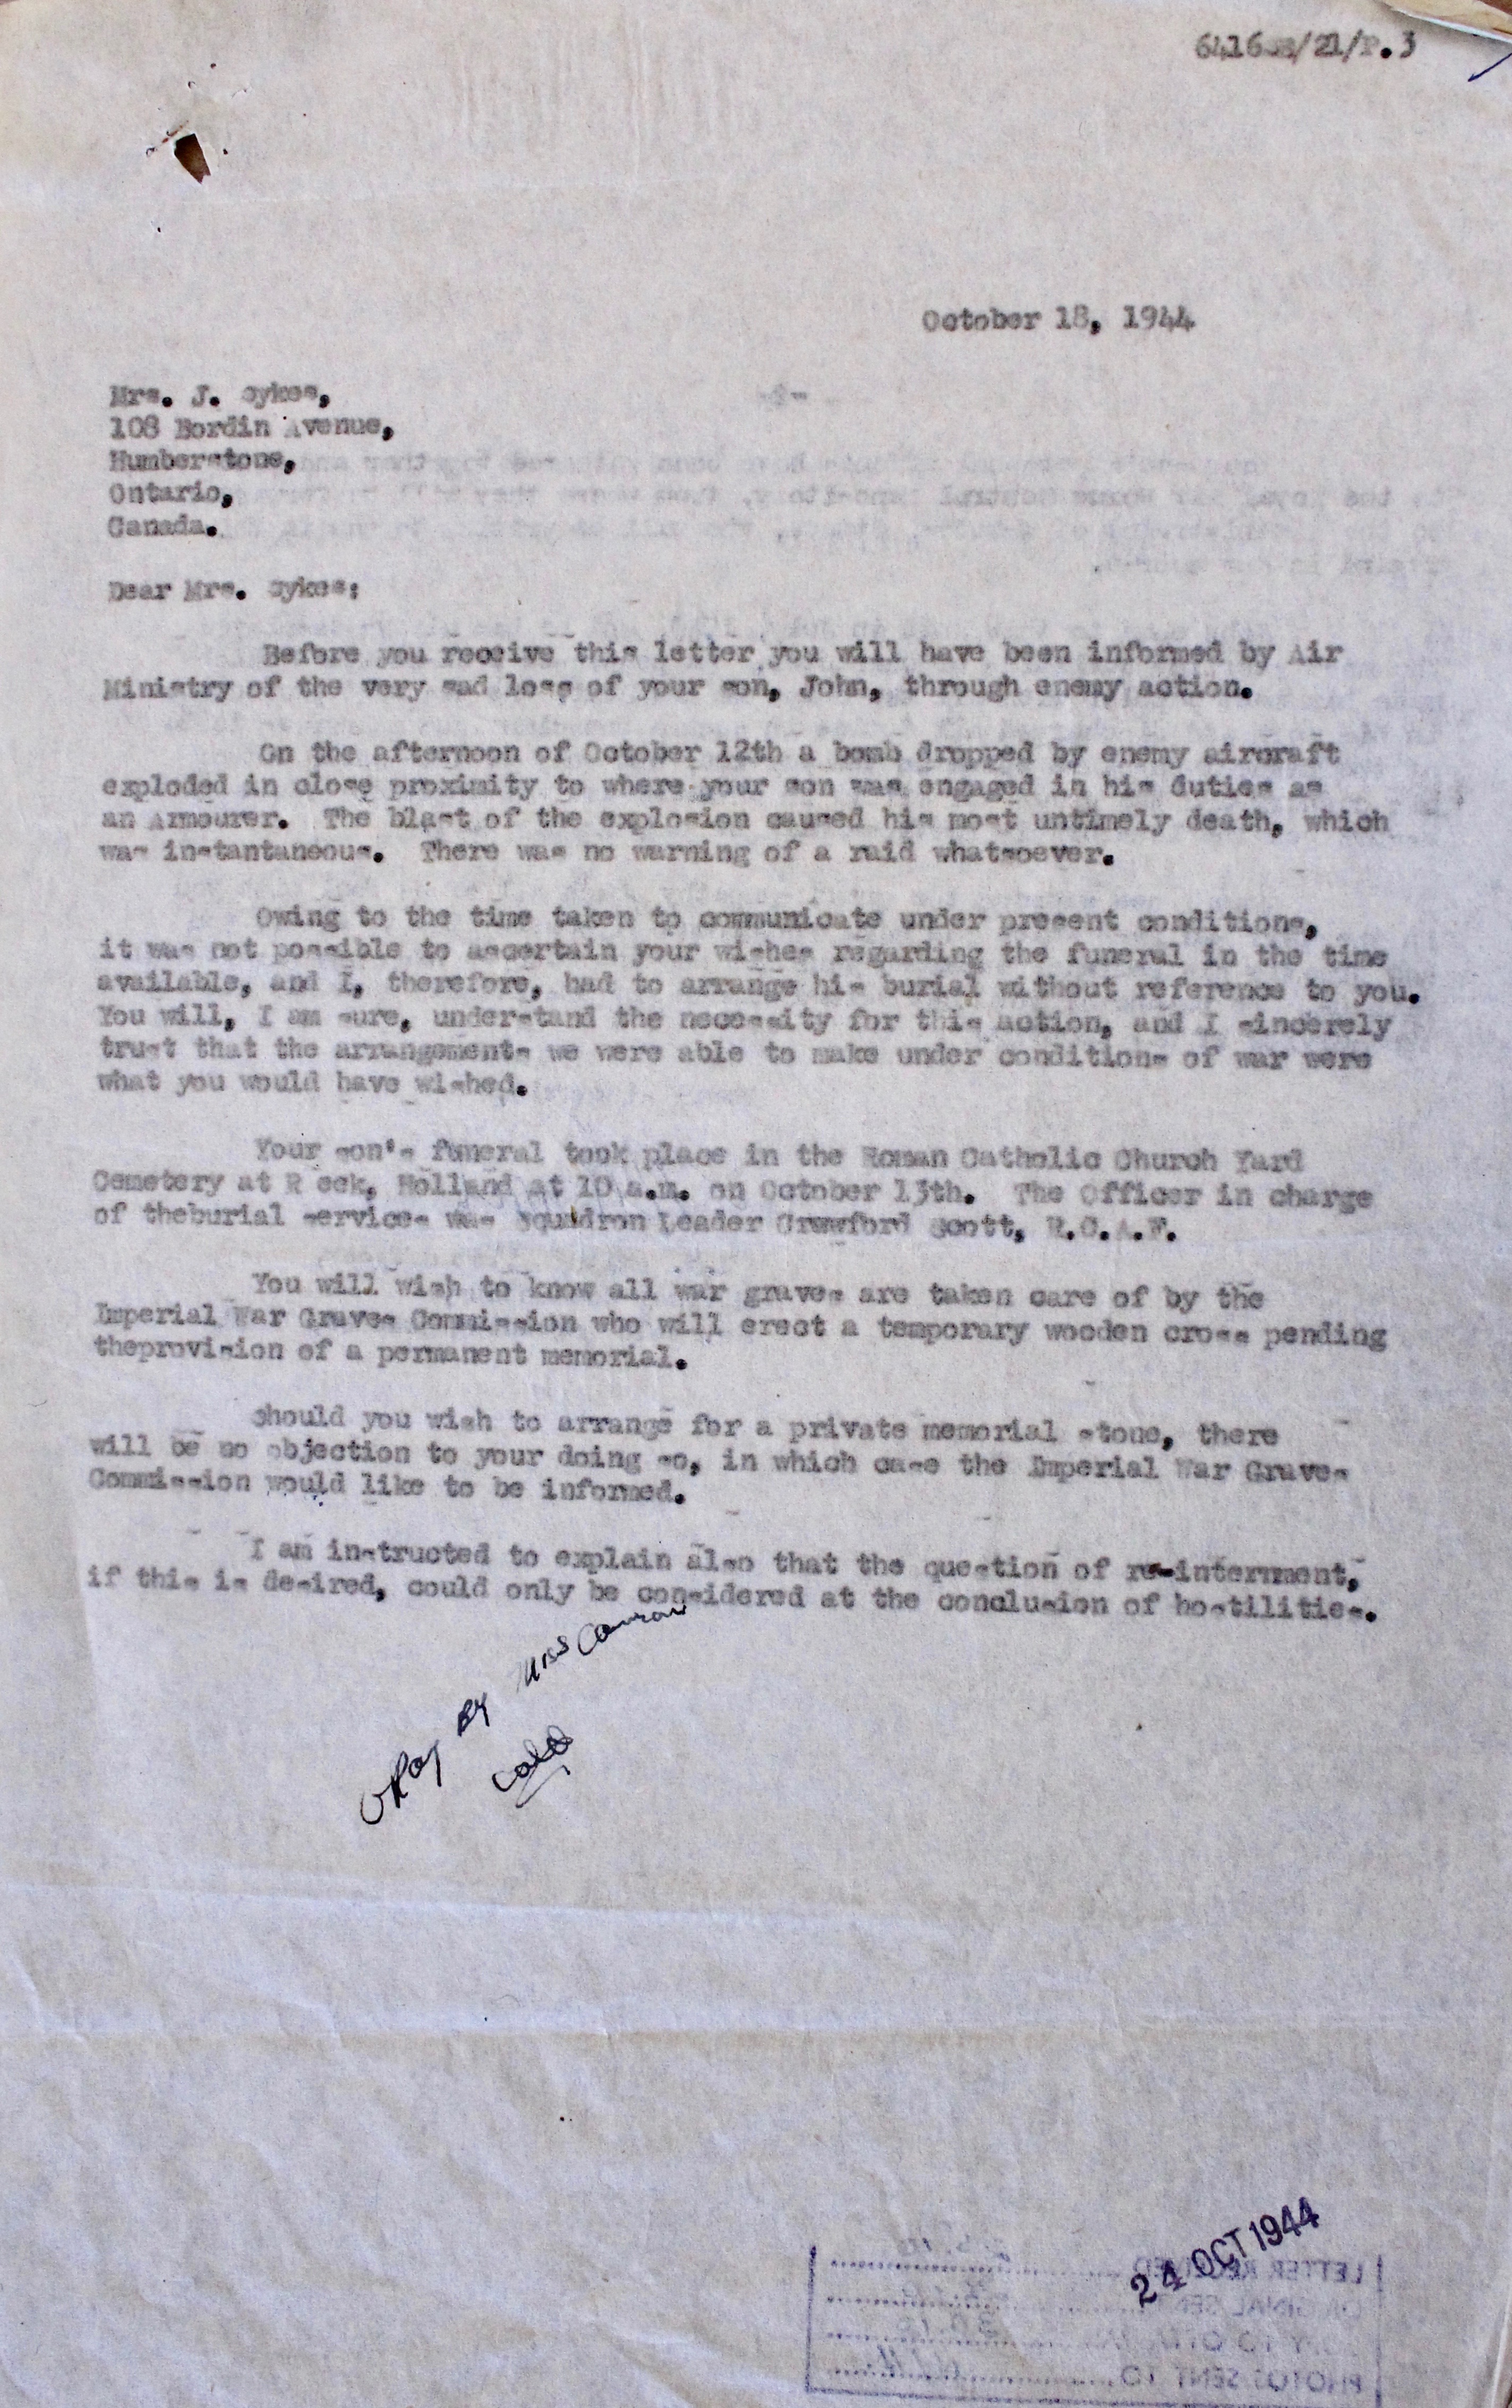 October 18, 1944
Mrs. J. Sykes,
108 Bordin Avenue,
Humberstone,
Ontario,
Canada.
Dear Mrs. Sykes:
Before you receive this letter you will have been informed by Air
Ministry of the very sad loss of your son, John, through enemy action.
On the afternoon of October 12th a bomb dropped by enemy aircraft
exploded in close proximity to where your son was engaged in his duties as
an Armourer. The blast of the explosion caused his most untimely death, which
was instantaneous. There was no warning of a raid whatsoever.
Owing to the time taken to communicate under present conditions,
it was not possible to ascertain your wishes regarding the funeral in the time
available, and I, therefore, had to arrange his burial without reference to you.
You will, I am sure, understand the necessity for this action, and I sincerely
trust that the arrangements we were able to make under conditions of war were
what you would have wished.
Your son's funeral took place in the Roman Catholic Church Yard
Cemetery at R eek, Holland at 10 a.m. on October 13th. The Officer in charge
of theburial services was Squadron Leader Crawford Scott, R.C.A.F.
You will wish to know all war graves are taken care of by the
Imperial War Graves Commission who will erect a temporary wooden cross pending
theprovision of a permanent memorial.
Should you wish to arrange for a private memorial stone, there
will be no objection to your doing so, in which case the Imperial War Graves
Commission would like to be informed.
I am instructed to explain also that the question of re-internment,
if this is desired, could only be considered at the conclusion of hostilities.
Okay by Miss
24 OCT 1944
LETTER RECEIVED
ORIGINAL SENT
PHOTOS SENT TO